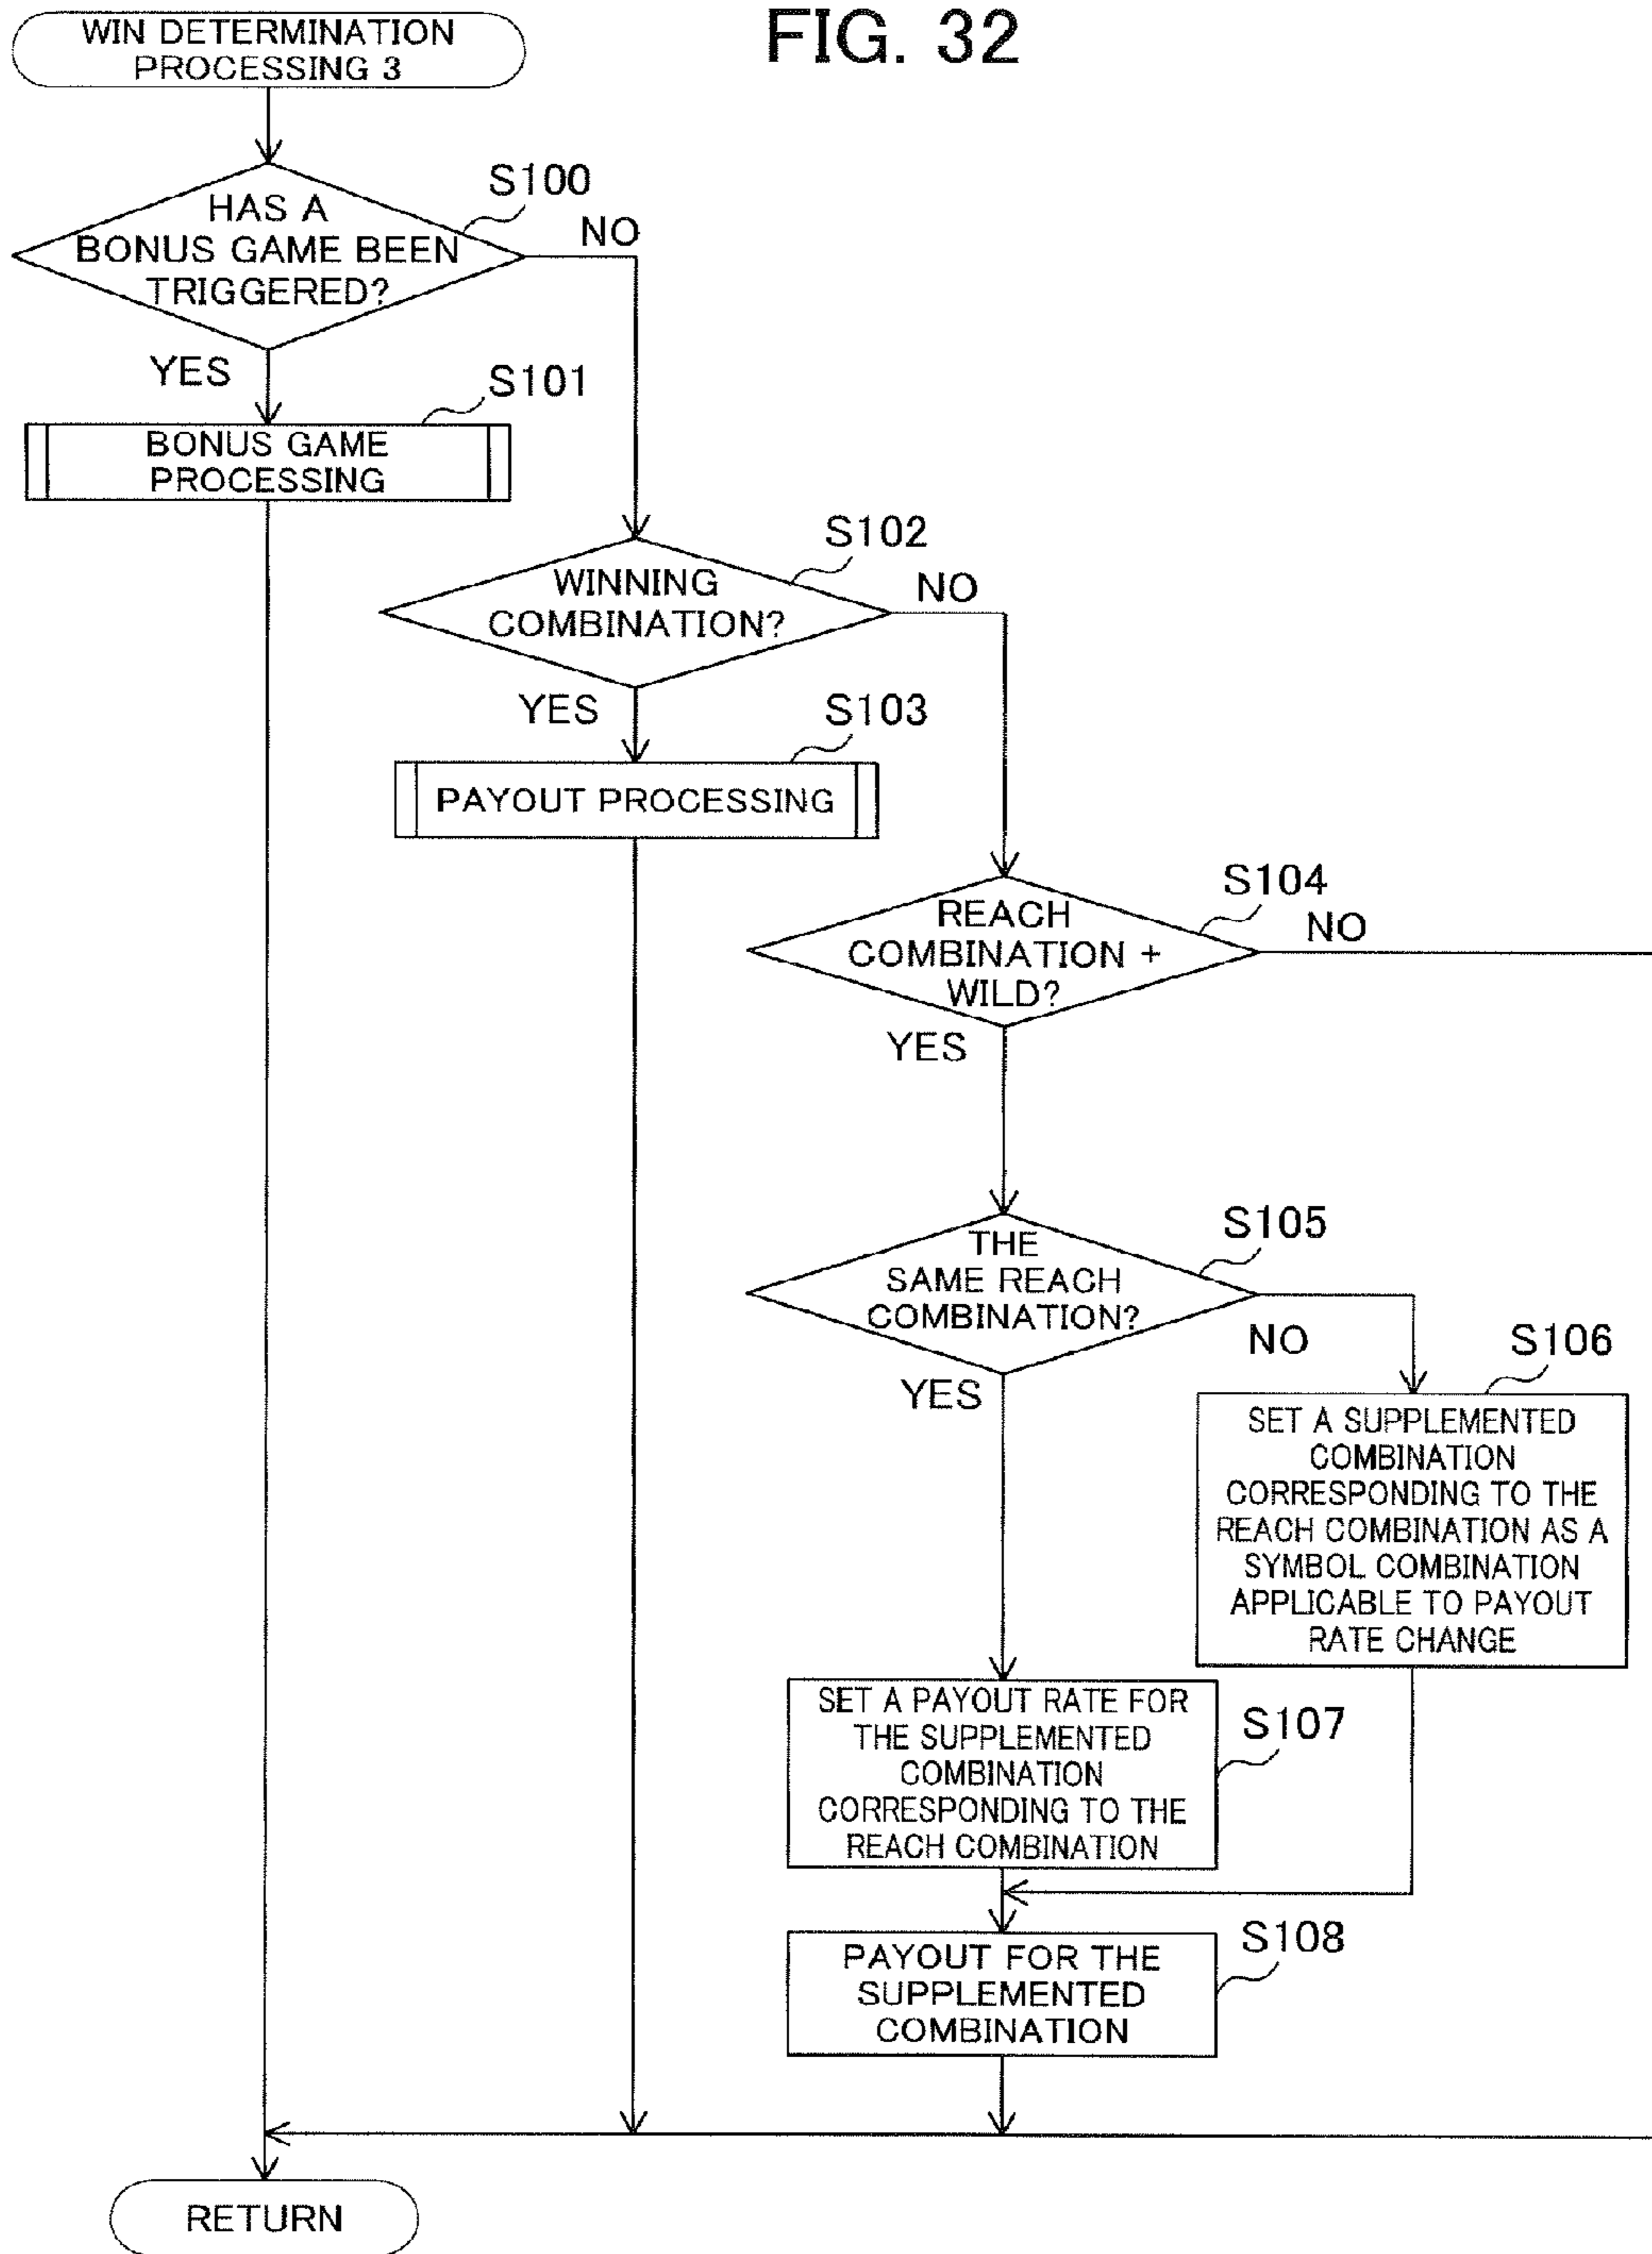 FIG. 32
WIN DETERMINATION
PROCESSING 3
S100
HAS A
BONUS GAME BEEN
TRIGGERED?
NO
YES
S101
BONUS GAME
PROCESSING
S102
WINNING
COMBINATION?
NO
YES
S103
PAYOUT PROCESSING
S104
REACH
COMBINATION +
WILD?
NO
YES
S105
THE
SAME REACH
COMBINATION?
NO
YES
S106
SET A SUPPLEMENTED
COMBINATION
CORRESPONDING TO THE
REACH COMBINATION AS A
SYMBOL COMBINATION
APPLICABLE TO PAYOUT
RATE CHANGE
S107
SET A PAYOUT RATE FOR
THE SUPPLEMENTED
COMBINATION
CORRESPONDING TO THE
REACH COMBINATION
S108
PAYOUT FOR THE
SUPPLEMENTED
COMBINATION
RETURN